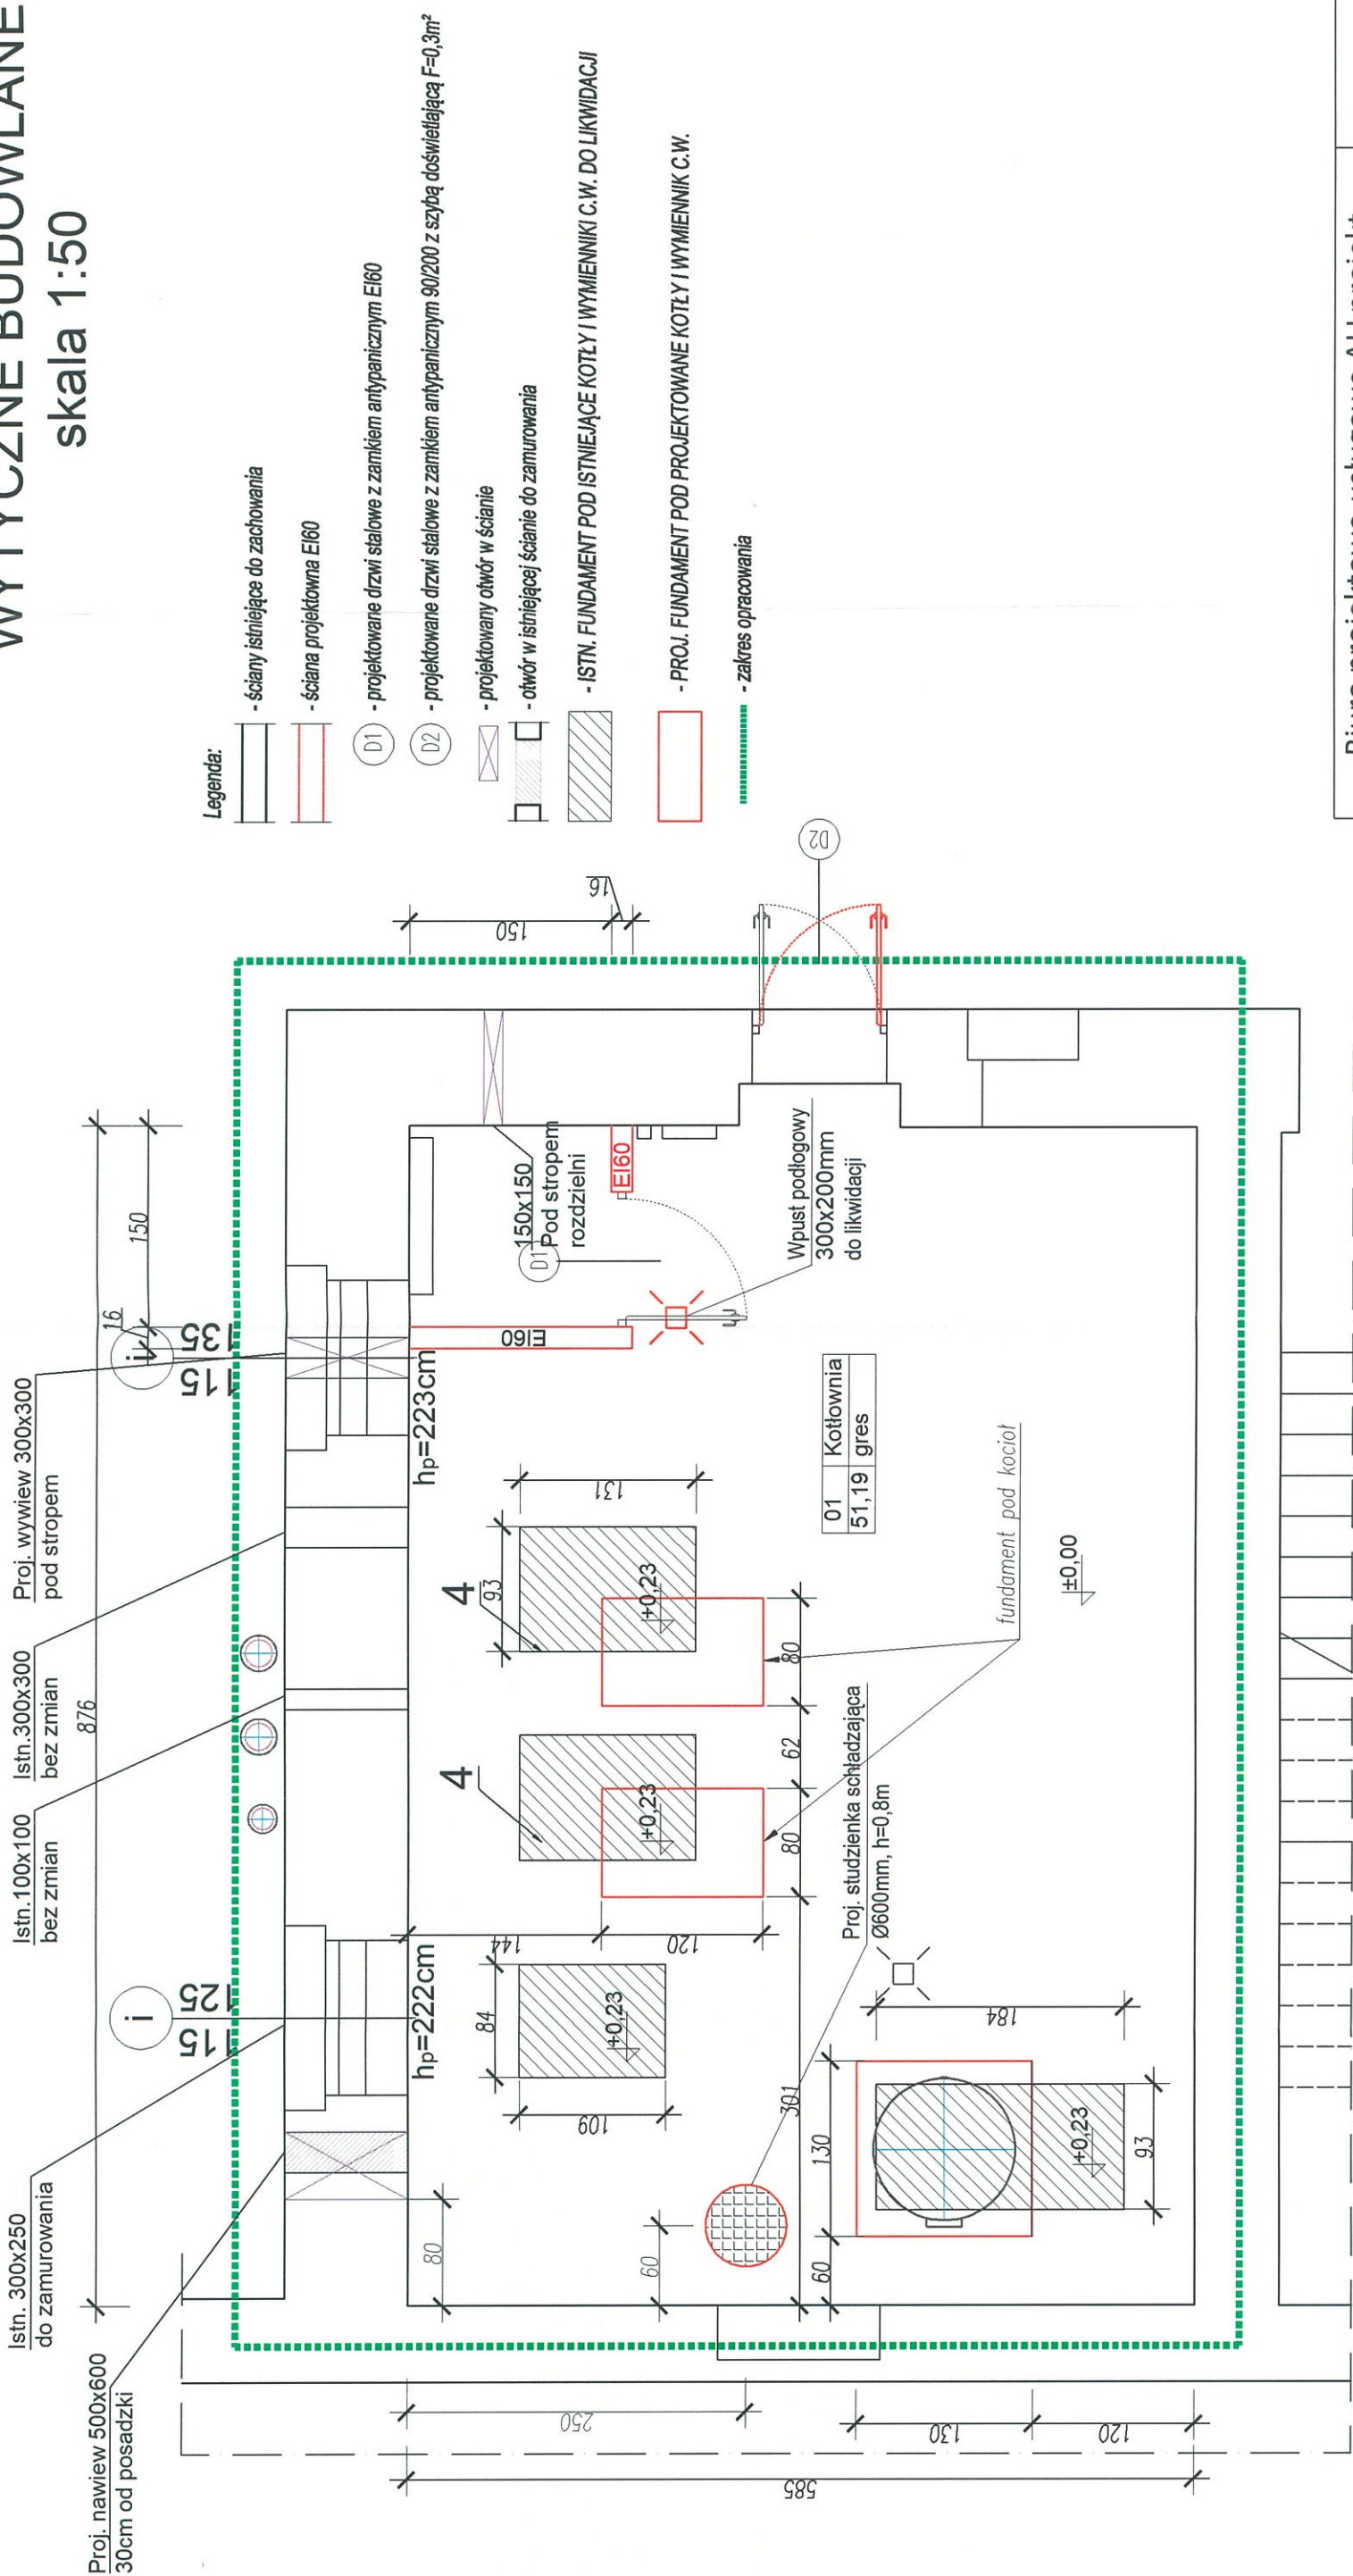 WYTYCZNE BUDOWLANE
skala 1:50
Legenda:
- ściany istniejące do zachowania
- ściana projektowna EI60
D1 - projektowane drzwi stalowe z zamkiem antypanicznym EI60
D2 - projektowane drzwi stalowe z zamkiem antypanicznym 90/200 z szybą doświetlającą F=0,3m²
- projektowany otwór w ścianie
- otwór w istniejącej ścianie do zamurowania
- ISTN. FUNDAMENT POD ISTNIEJĄCE KOTŁY I WYMIENNIKI C.W. DO LIKWIDACJI
- PROJ. FUNDAMENT POD PROJEKTOWANE KOTŁY I WYMIENNIK C.W.
- zakres opracowania
Proj. nawiew 500x600
30cm od posadzki
Istn. 300x250
do zamurowania
Istn.100x100
bez zmian
Istn.300x300
bez zmian
Proj. wywiew 300x300
pod stropem
876
150
16
i
115
125
i
115
135
hp=222cm
hp=223cm
150
16
150x150
Pod stropem
rozdzielni
D1
EI60
EI60
D2
Wpust podłogowy
300x200mm
do likwidacji
4
4
93
131
84
109
144
120
+0,23
+0,23
+0,23
+0,23
80
62
80
301
80
60
60
130
184
93
01 Kotłownia
51,19 gres
fundament pod kocioł
±0,00
Proj. studzienka schładzająca
Ø600mm, h=0,8m
250
130
120
585